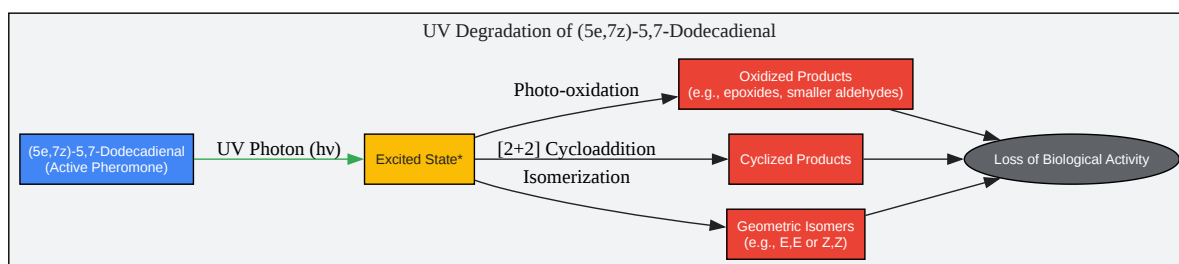 UV Degradation of (5e,7z)-5,7-Dodecadienal
(5e,7z)-5,7-Dodecadienal
(Active Pheromone)
UV Photon (hν)
Excited State*
Photo-oxidation
[2+2] Cycloaddition
Isomerization
Oxidized Products
(e.g., epoxides, smaller aldehydes)
Cyclized Products
Geometric Isomers
(e.g., E,E or Z,Z)
Loss of Biological Activity